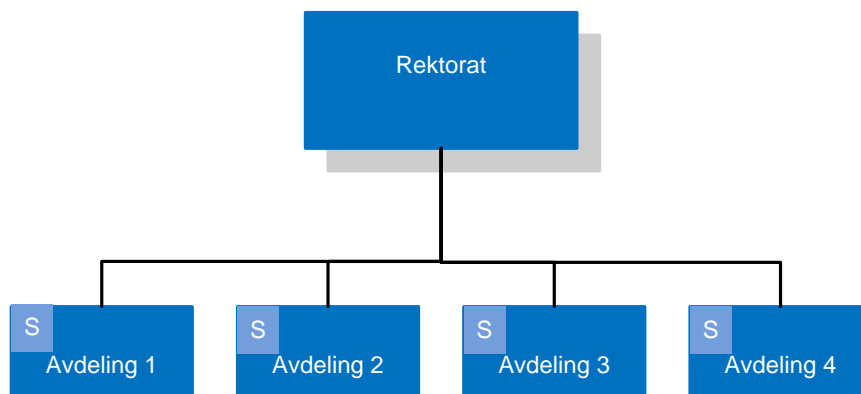 Rektorat
S
Avdeling 1
S
Avdeling 2
S
Avdeling 3
S
Avdeling 4